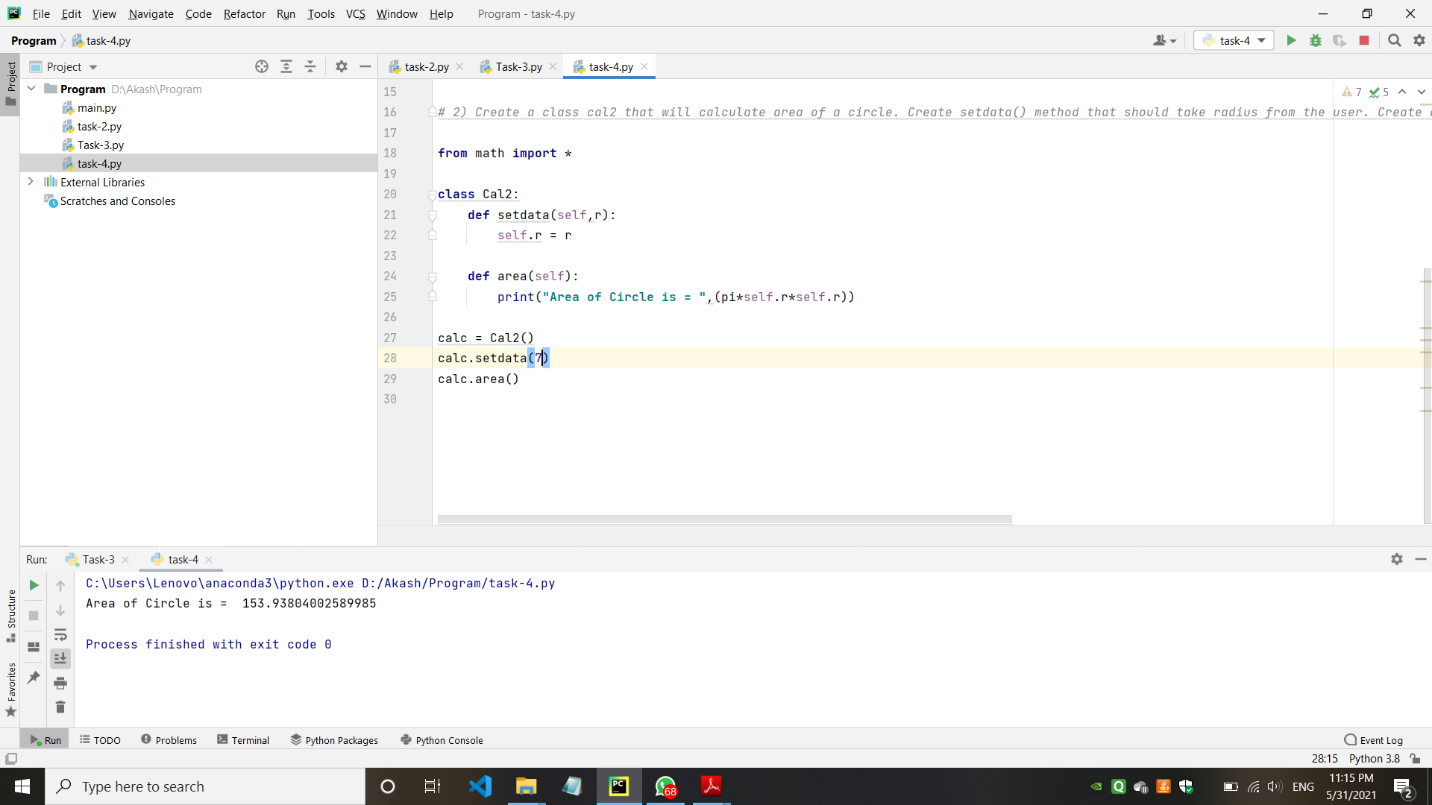 File Edit View Navigate Code Refactor Run Tools VCS Window Help Program - task-4.py
Program task-4.py task-4
Project task-2.py Task-3.py task-4.py
Project
Program D:\Akash\Program
main.py
task-2.py
Task-3.py
task-4.py
External Libraries
Scratches and Consoles
7 5
15
16 # 2) Create a class cal2 that will calculate area of a circle. Create setdata() method that should take radius from the user. Create
17
18 from math import *
19
20 class Cal2:
21 def setdata(self,r):
22 self.r = r
23
24 def area(self):
25 print("Area of Circle is = ",(pi*self.r*self.r))
26
27 calc = Cal2()
28 calc.setdata(7)
29 calc.area()
30
Run: Task-3 task-4
C:\Users\Lenovo\anaconda3\python.exe D:/Akash/Program/task-4.py
Area of Circle is =  153.93804002589985
Process finished with exit code 0
Structure
Favorites
Run TODO Problems Terminal Python Packages Python Console Event Log
28:15 Python 3.8
Type here to search
PC 68 ENG 11:15 PM
5/31/2021 2